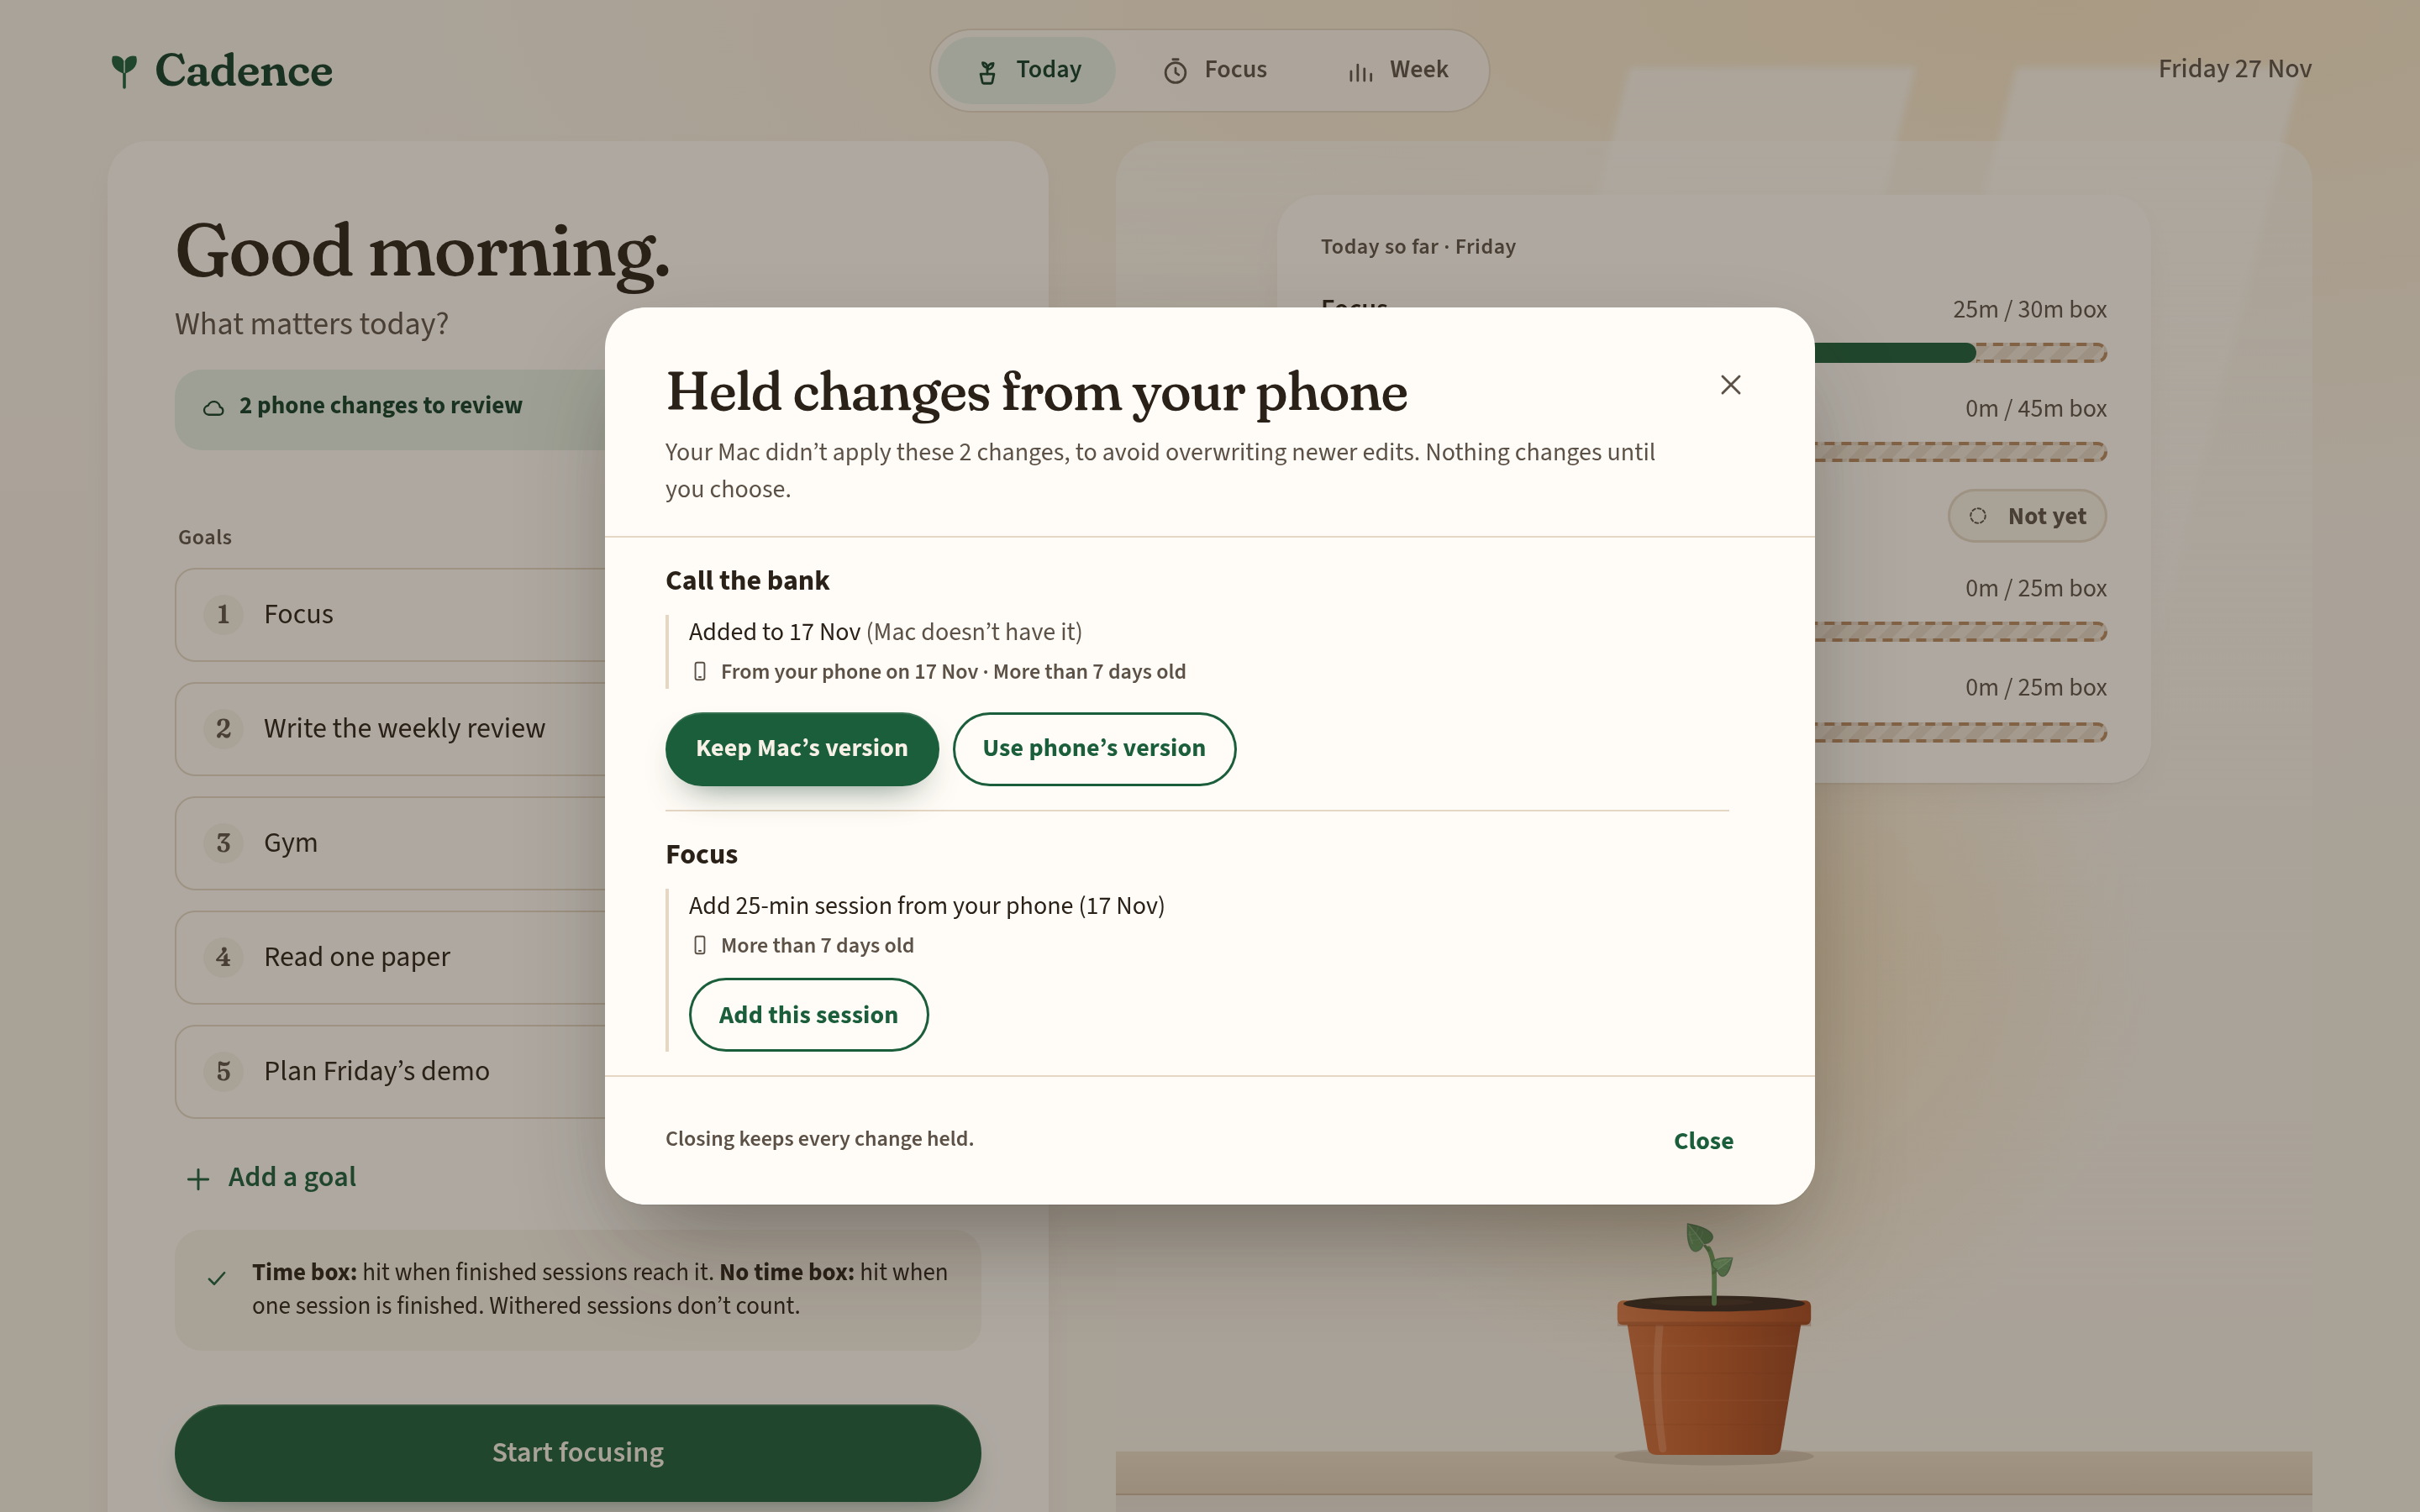 Cadence
Today
Focus
Week
Friday 27 Nov
Good morning.
What matters today?
2 phone changes to review
Goals
1 Focus
2 Write the weekly review
3 Gym
4 Read one paper
5 Plan Friday’s demo
Add a goal
Time box: hit when finished sessions reach it. No time box: hit when
one session is finished. Withered sessions don’t count.
Start focusing
Today so far · Friday
Focus
25m / 30m box
0m / 45m box
Not yet
0m / 25m box
0m / 25m box
Held changes from your phone
Your Mac didn’t apply these 2 changes, to avoid overwriting newer edits. Nothing changes until
you choose.
Call the bank
Added to 17 Nov (Mac doesn’t have it)
From your phone on 17 Nov · More than 7 days old
Keep Mac’s version
Use phone’s version
Focus
Add 25-min session from your phone (17 Nov)
More than 7 days old
Add this session
Closing keeps every change held.
Close